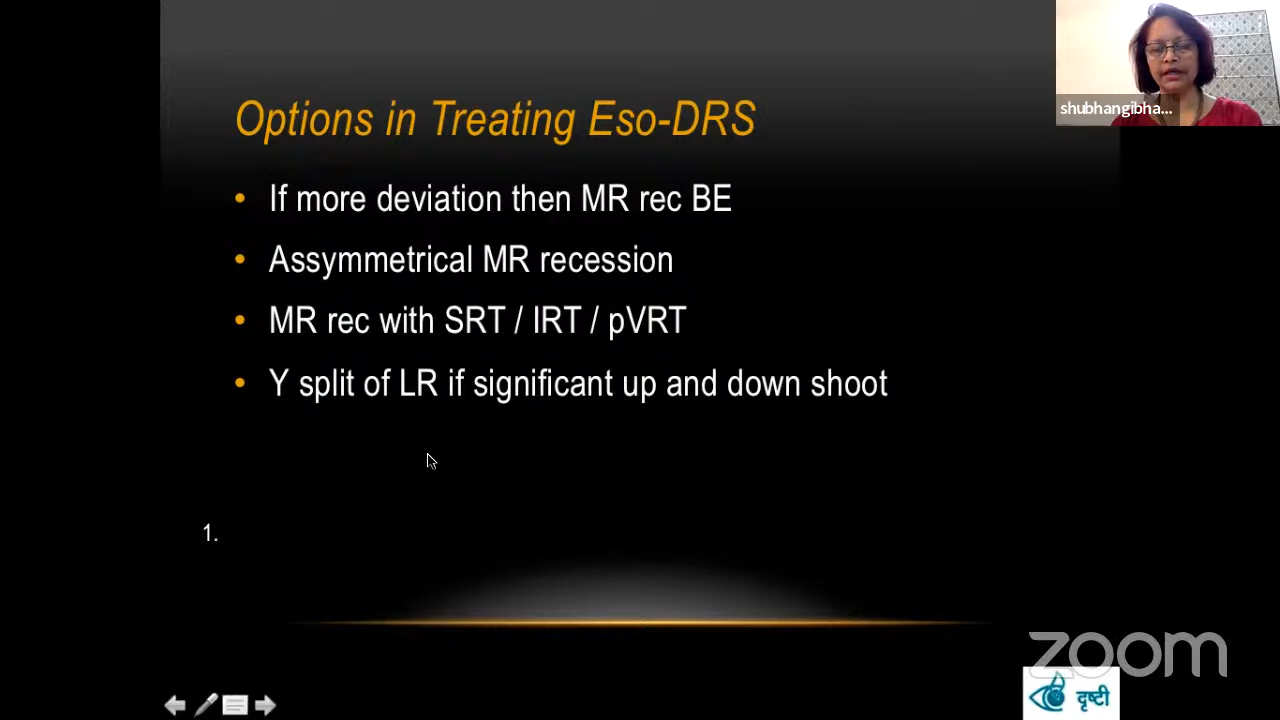 shubhangibha...
Options in Treating Eso-DRS
• If more deviation then MR rec BE
• Assymmetrical MR recession
• MR rec with SRT / IRT / pVRT
• Y split of LR if significant up and down shoot
1.
zoom
दृष्टी